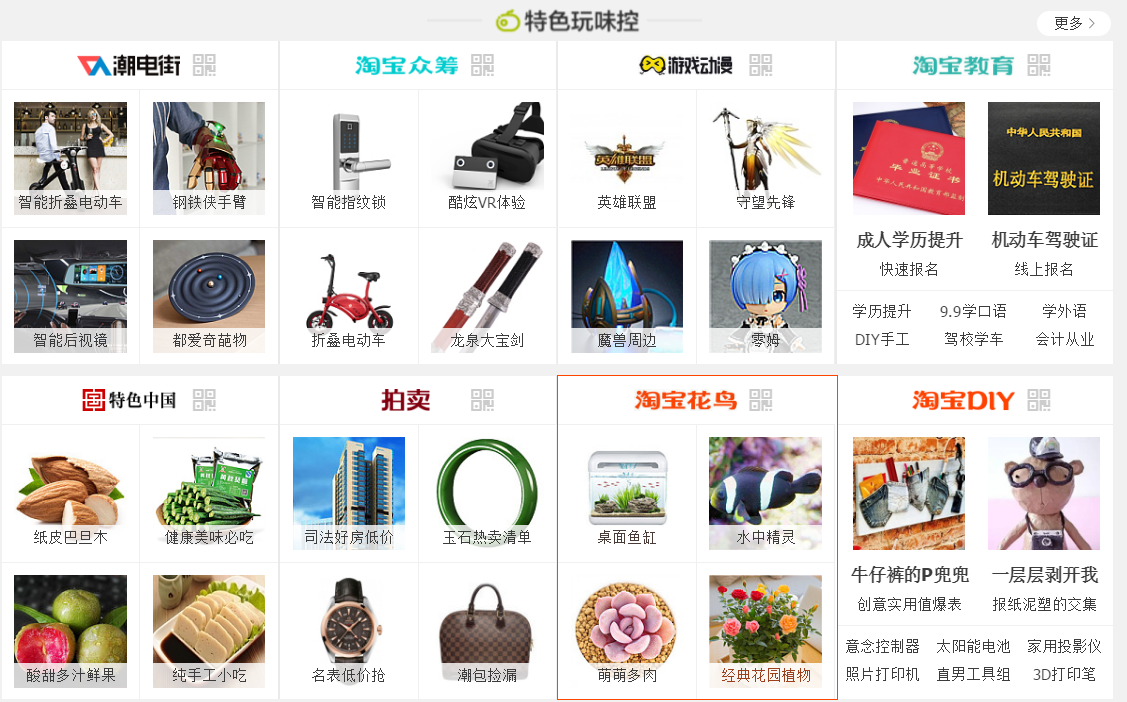 特色玩味控
更多
潮电街
智能折叠电动车
钢铁侠手臂
智能后视镜
都爱奇葩物
淘宝众筹
智能指纹锁
酷炫VR体验
折叠电动车
龙泉大宝剑
游戏动漫
英雄联盟
英雄联盟
守望先锋
魔兽周边
零姆
淘宝教育
普通高等学校
毕业证书
中华人民共和国
机动车驾驶证
成人学历提升
快速报名
机动车驾驶证
线上报名
学历提升 9.9学口语 学外语
DIY手工 驾校学车 会计从业
特色中国
纸皮巴旦木
健康美味必吃
酸甜多汁鲜果
纯手工小吃
拍卖
司法好房低价
玉石热卖清单
名表低价抢
潮包捡漏
淘宝花鸟
桌面鱼缸
水中精灵
萌萌多肉
经典花园植物
淘宝DIY
牛仔裤的P兜兜
创意实用值爆表
一层层剥开我
报纸泥塑的交集
意念控制器 太阳能电池 家用投影仪
照片打印机 直男工具组 3D打印笔